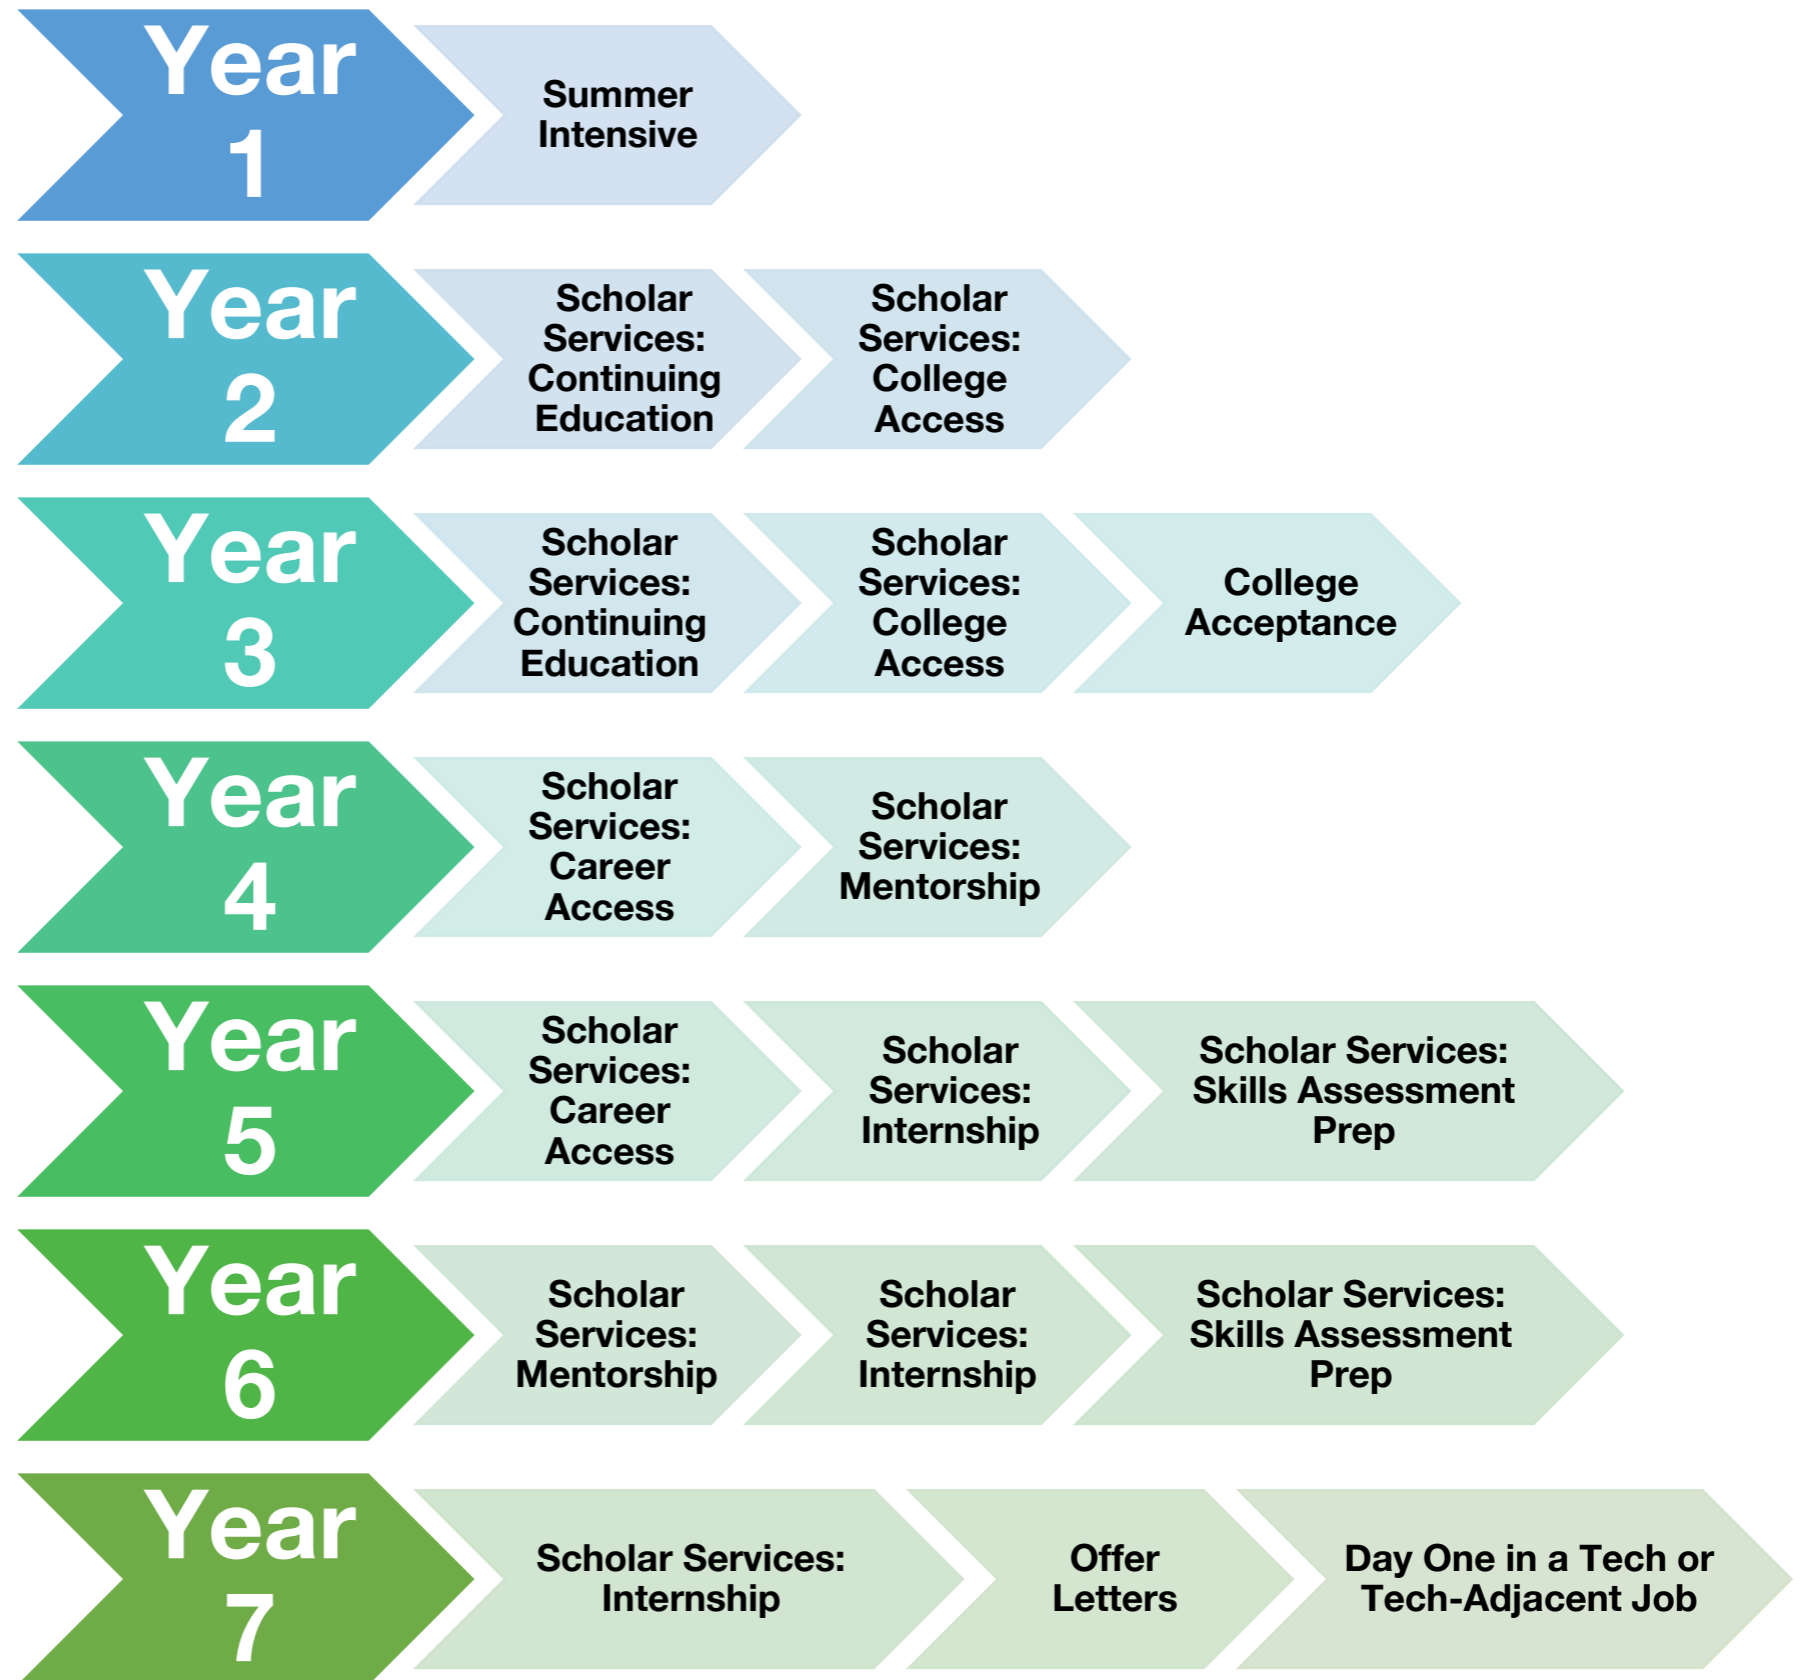 Year
1
Summer
Intensive
Year
2
Scholar
Services:
Continuing
Education
Scholar
Services:
College
Access
Year
3
Scholar
Services:
Continuing
Education
Scholar
Services:
College
Access
College
Acceptance
Year
4
Scholar
Services:
Career
Access
Scholar
Services:
Mentorship
Year
5
Scholar
Services:
Career
Access
Scholar
Services:
Internship
Scholar Services:
Skills Assessment
Prep
Year
6
Scholar
Services:
Mentorship
Scholar
Services:
Internship
Scholar Services:
Skills Assessment
Prep
Year
7
Scholar Services:
Internship
Offer
Letters
Day One in a Tech or
Tech-Adjacent Job